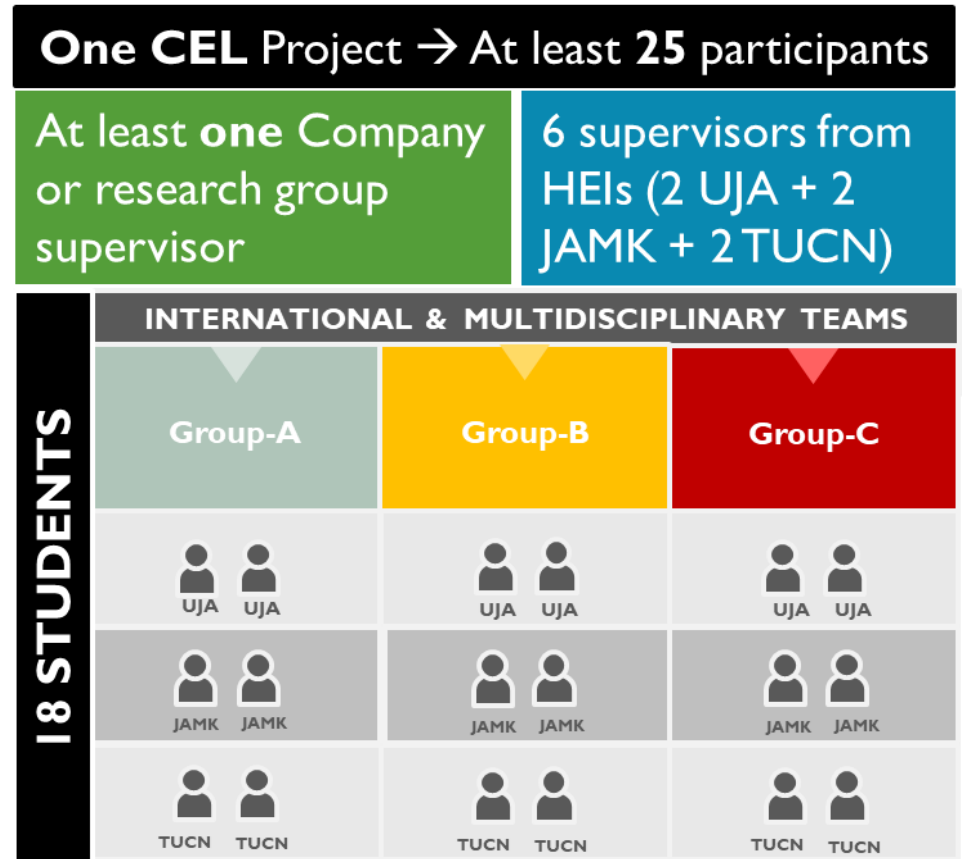 One CEL Project → At least 25 participants
At least one Company
or research group
supervisor
6 supervisors from
HEIs (2 UJA + 2
JAMK + 2 TUCN)
18 STUDENTS
INTERNATIONAL & MULTIDISCIPLINARY TEAMS
Group-A
Group-B
Group-C
UJA UJA
UJA UJA
UJA UJA
JAMK JAMK
JAMK JAMK
JAMK JAMK
TUCN TUCN
TUCN TUCN
TUCN TUCN